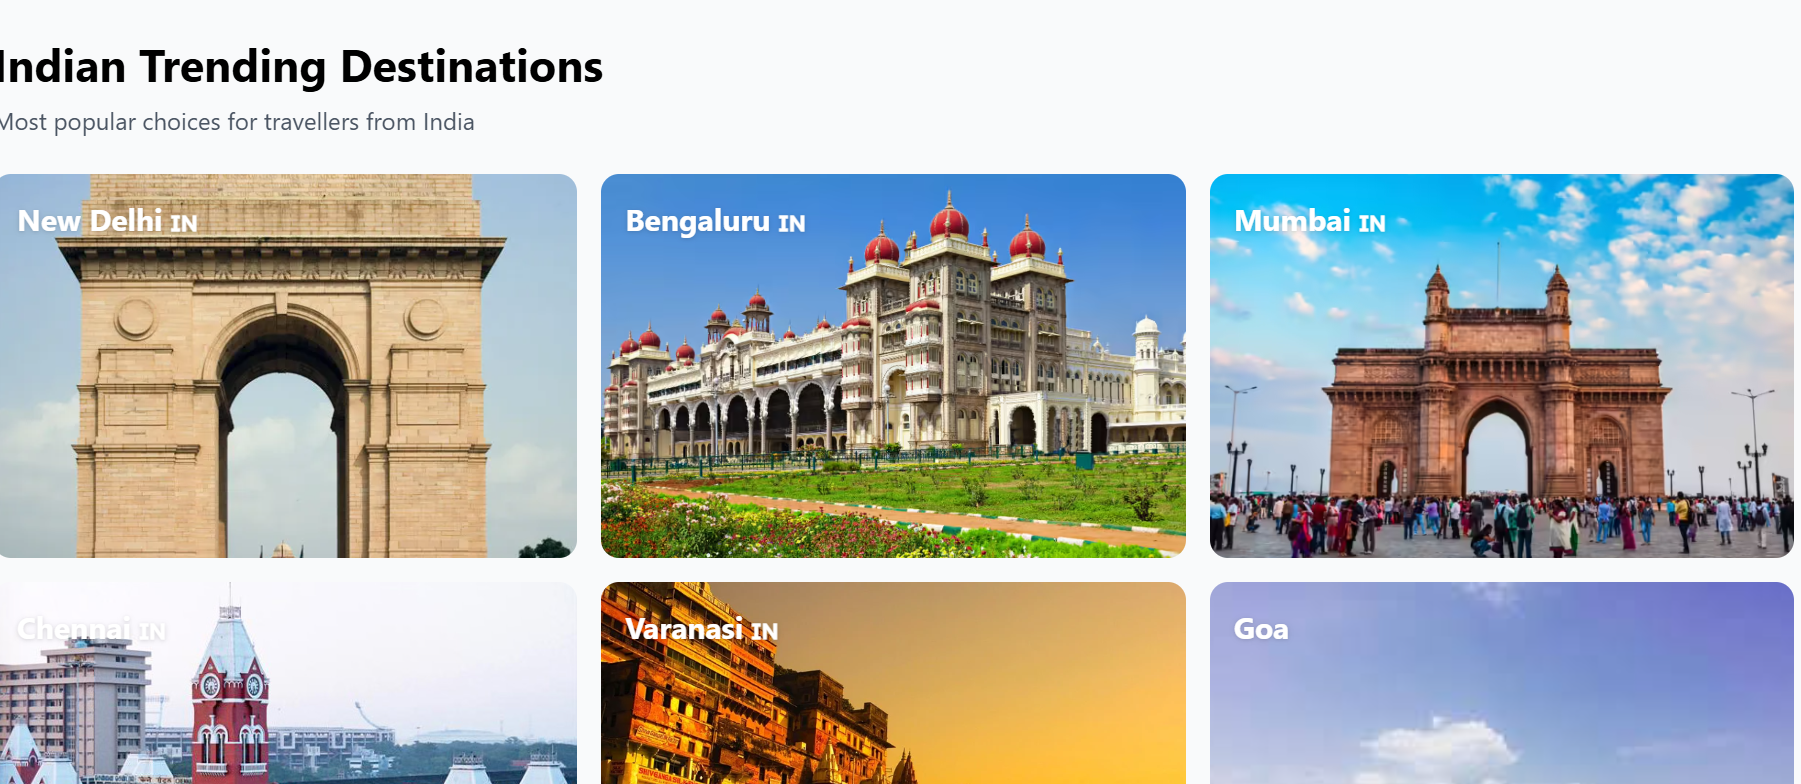 Indian Trending Destinations
Most popular choices for travellers from India
New Delhi IN
Bengaluru IN
Mumbai IN
Chennai IN
Varanasi IN
Goa